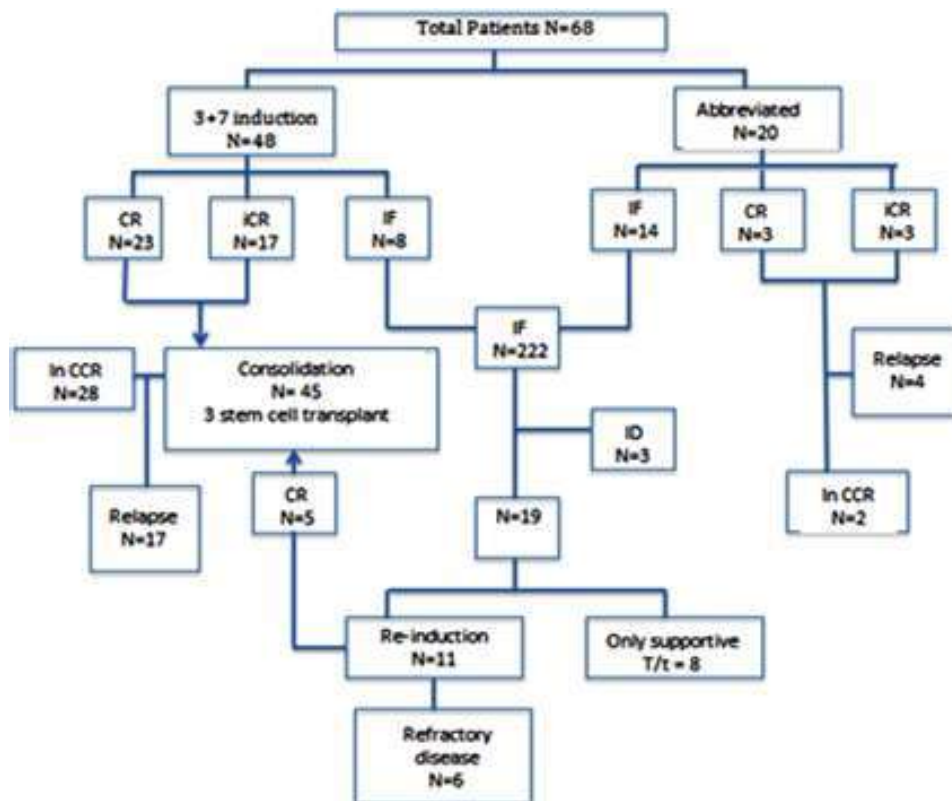 Total Patients N=68
3+7 induction
N=48
Abbreviated
N=20
CR
N=23
iCR
N=17
IF
N=8
IF
N=14
CR
N=3
iCR
N=3
IF
N=222
In CCR
N=28
Consolidation
N= 45
3 stem cell transplant
Relapse
N=4
ID
N=3
Relapse
N=17
CR
N=5
N=19
In CCR
N=2
Re-induction
N=11
Only supportive
T/t = 8
Refractory
disease
N=6